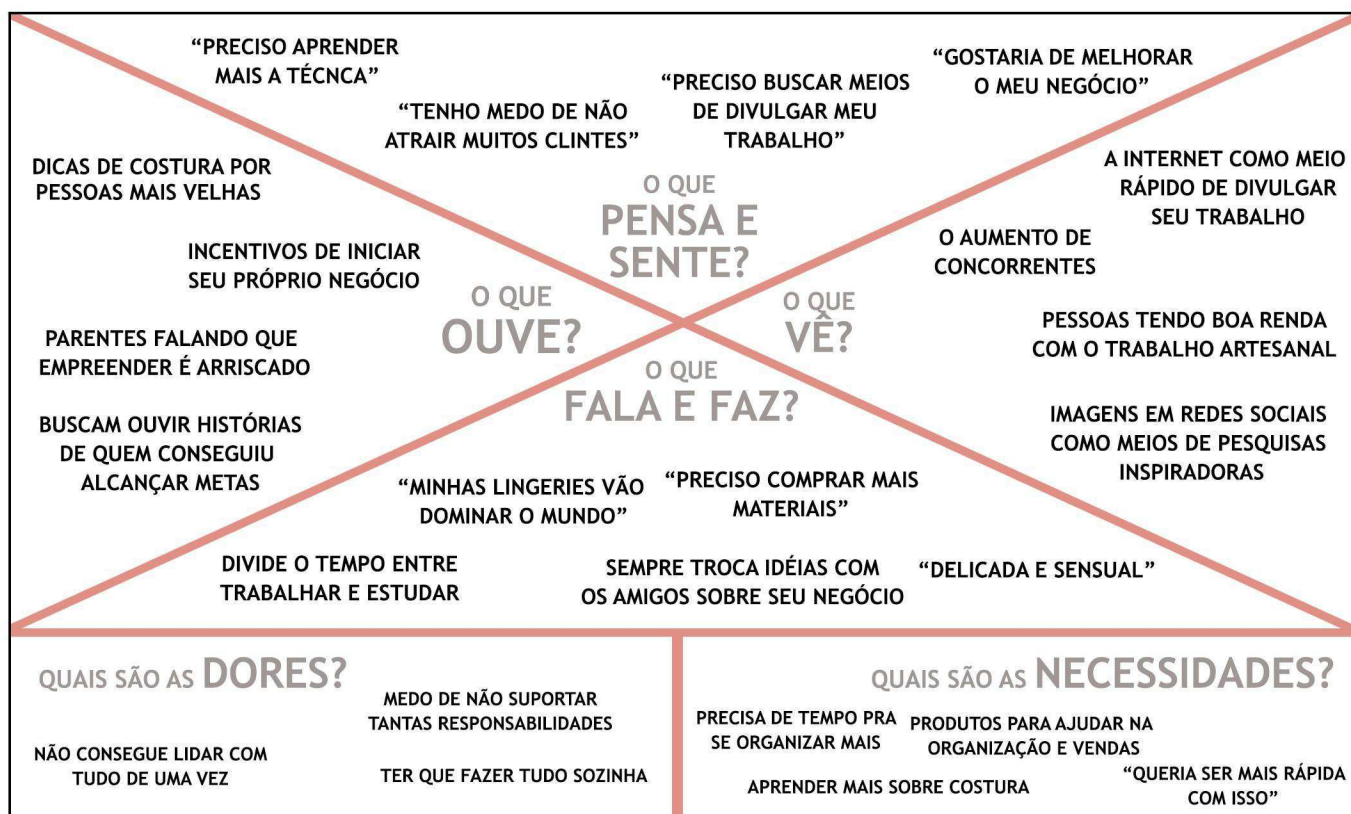 “PRECISO APRENDER
MAIS A TÉCNCA”
“TENHO MEDO DE NÃO
ATRAIR MUITOS CLINTES”
“PRECISO BUSCAR MEIOS
DE DIVULGAR MEU
TRABALHO”
“GOSTARIA DE MELHORAR
O MEU NEGÓCIO”
O QUE
PENSA E
SENTE?
DICAS DE COSTURA POR
PESSOAS MAIS VELHAS
INCENTIVOS DE INICIAR
SEU PRÓPRIO NEGÓCIO
O QUE
OUVE?
PARENTES FALANDO QUE
EMPREENDER É ARRISCADO
BUSCAM OUVIR HISTÓRIAS
DE QUEM CONSEGUIU
ALCANÇAR METAS
A INTERNET COMO MEIO
RÁPIDO DE DIVULGAR
SEU TRABALHO
O AUMENTO DE
CONCORRENTES
O QUE
VÊ?
PESSOAS TENDO BOA RENDA
COM O TRABALHO ARTESANAL
IMAGENS EM REDES SOCIAIS
COMO MEIOS DE PESQUISAS
INSPIRADORAS
O QUE
FALA E FAZ?
“MINHAS LINGERIES VÃO
DOMINAR O MUNDO”
“PRECISO COMPRAR MAIS
MATERIAIS”
DIVIDE O TEMPO ENTRE
TRABALHAR E ESTUDAR
SEMPRE TROCA IDÉIAS COM
OS AMIGOS SOBRE SEU NEGÓCIO
“DELICADA E SENSUAL”
QUAIS SÃO AS DORES?
MEDO DE NÃO SUPORTAR
TANTAS RESPONSABILIDADES
NÃO CONSEGUE LIDAR COM
TUDO DE UMA VEZ
TER QUE FAZER TUDO SOZINHA
QUAIS SÃO AS NECESSIDADES?
PRECISA DE TEMPO PRA
SE ORGANIZAR MAIS
PRODUTOS PARA AJUDAR NA
ORGANIZAÇÃO E VENDAS
APRENDER MAIS SOBRE COSTURA
“QUERIA SER MAIS RÁPIDA
COM ISSO”